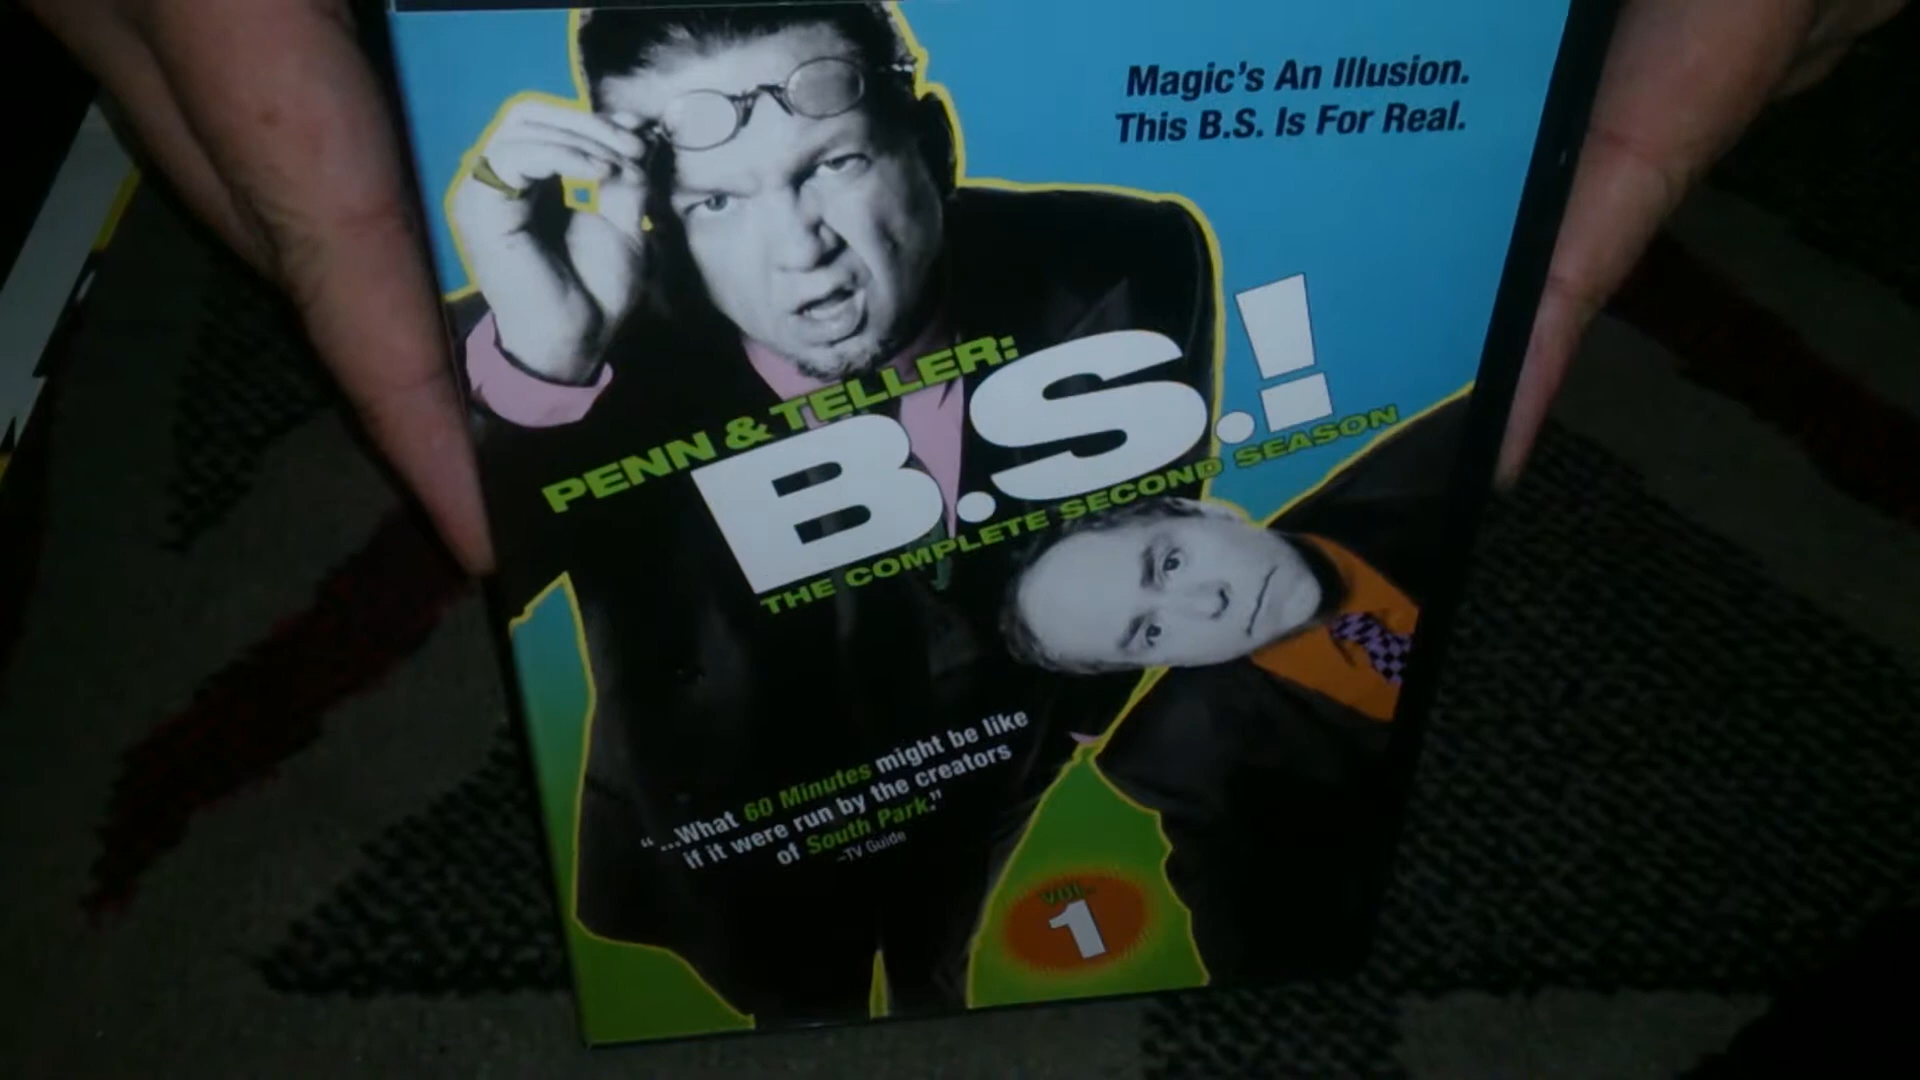 Magic's An Illusion.
This B.S. Is For Real.
PENN & TELLER:
B.S.!
THE COMPLETE SECOND SEASON
"...What 60 Minutes might be like
if it were run by the creators
of South Park."
-TV Guide
VOL.
1